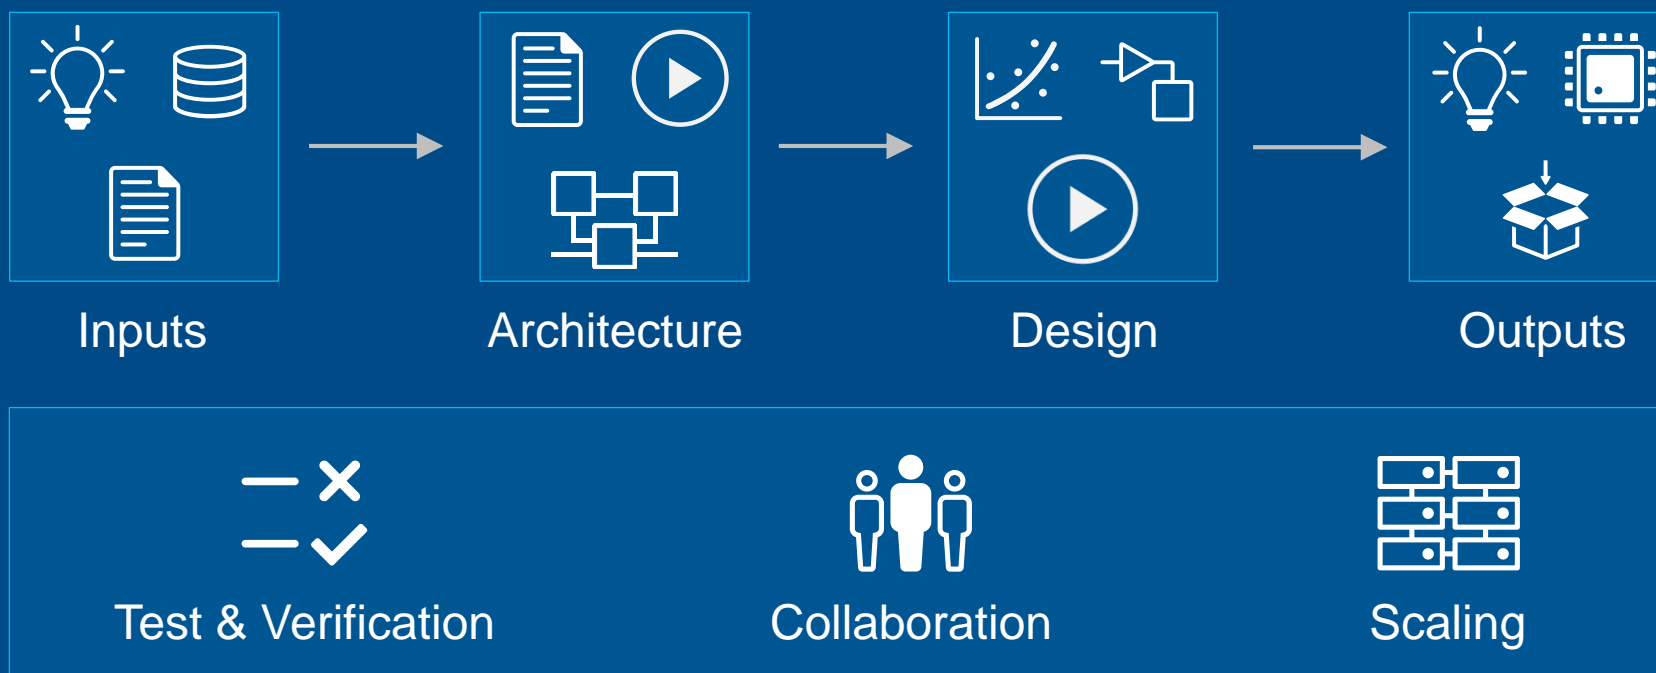 Inputs
Architecture
Design
Outputs
Test & Verification
Collaboration
Scaling